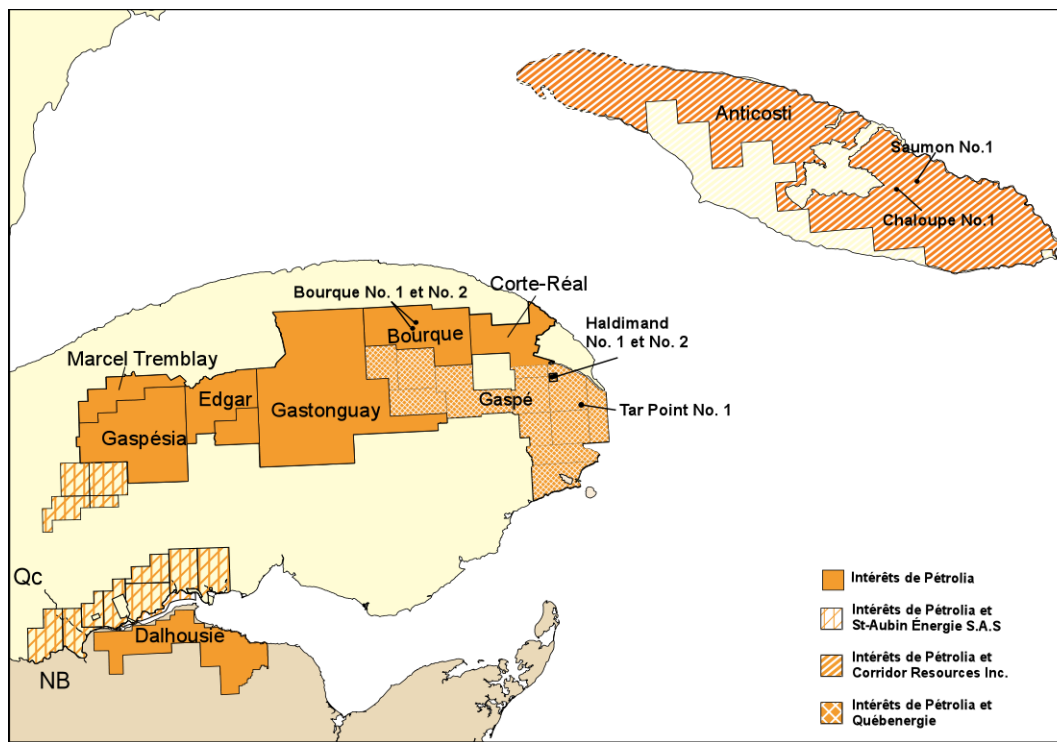 Anticosti
Saumon No.1
Chaloupe No.1
Corte-Réal
Bourque No. 1 et No. 2
Haldimand
No. 1 et No. 2
Bourque
Marcel Tremblay
Edgar
Gastonguay
Gaspé
Tar Point No. 1
Gaspésia
Qc
Dalhousie
NB
Intérêts de Pétrolia
Intérêts de Pétrolia et
St-Aubin Énergie S.A.S
Intérêts de Pétrolia et
Corridor Resources Inc.
Intérêts de Pétrolia et
Québenergie